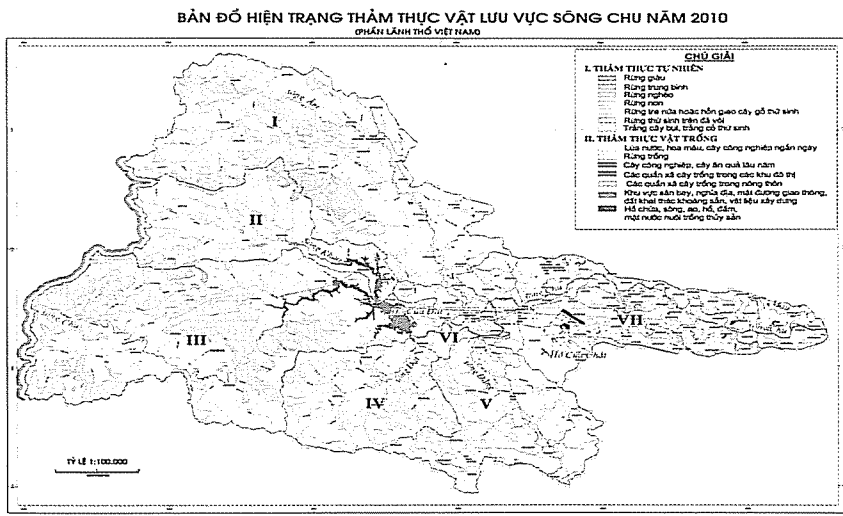 BẢN ĐỒ HIỆN TRẠNG THẢM THỰC VẬT LƯU VỰC SÔNG CHU NĂM 2010
(PHẦN LÃNH THỔ VIỆT NAM)
CHÚ GIẢI
I. THẢM THỰC TỰ NHIÊN
Rừng giàu
Rừng trung bình
Rừng nghèo
Rừng non
Rừng tre nứa hoặc hỗn giao cây gỗ thứ sinh
Rừng thứ sinh trên đá vôi
Trảng cây bụi, trảng cỏ thứ sinh
II. THẢM THỰC VẬT TRỒNG
Lúa nước, hoa màu, cây công nghiệp ngắn ngày
Rừng trồng
Cây công nghiệp, cây ăn quả lâu năm
Các quần xã cây trồng trong các khu đô thị
Các quần xã cây trồng trong nông thôn
Khu vực sân bay, nghĩa địa, mặt đường giao thông,
đất khai thác khoáng sản, vật liệu xây dựng
Hồ chứa, sông, ao, hồ, đầm,
mặt nước nuôi trồng thủy sản
I
II
III
IV
V
VI
VII
TỶ LỆ 1:100.000